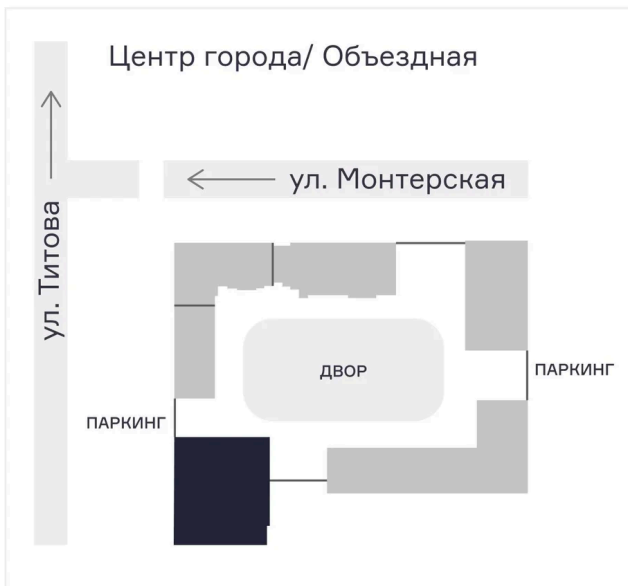 Центр города/ Объездная
ул. Монтерская
ул. Титова
ДВОР
ПАРКИНГ
ПАРКИНГ